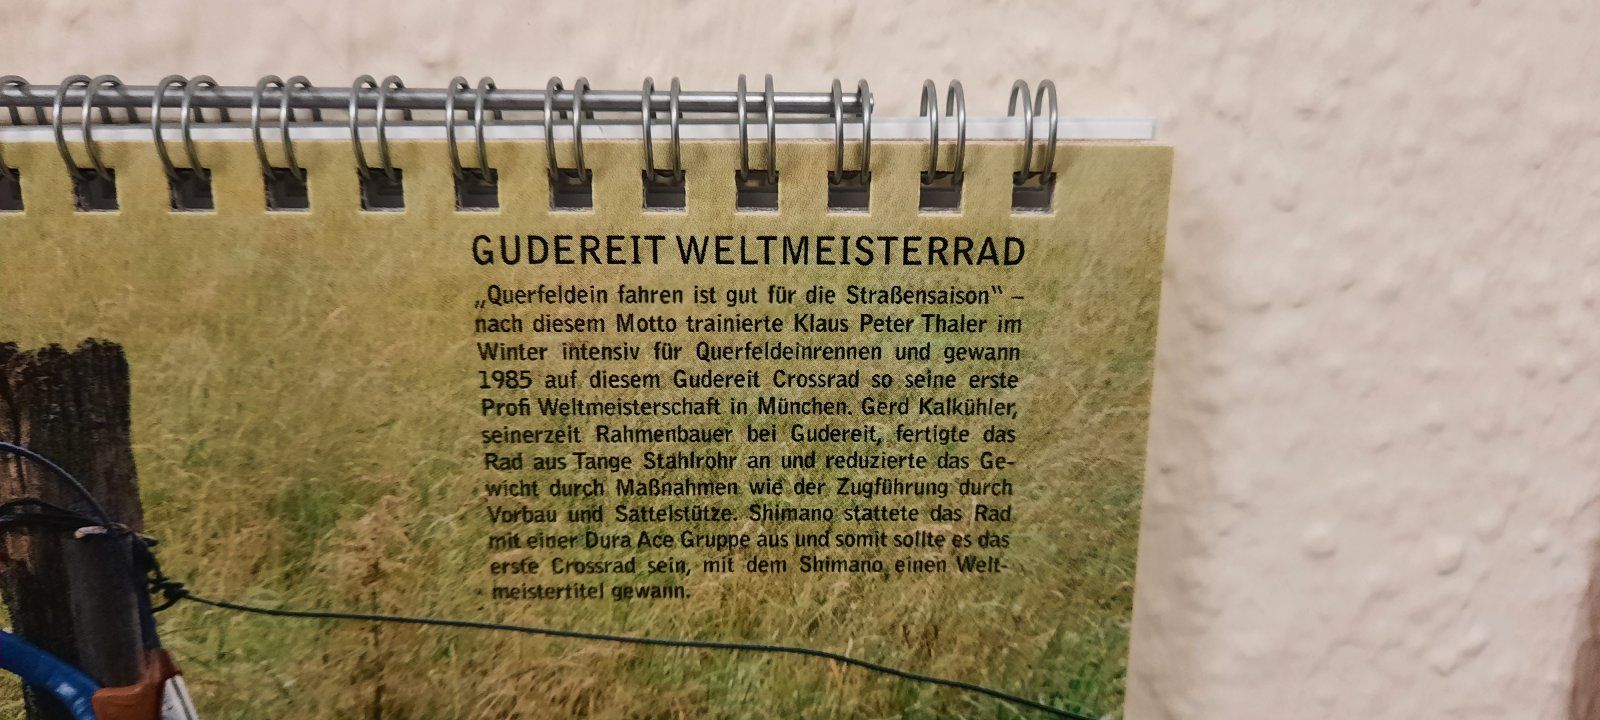 GUDEREIT WELTMEISTERRAD
„Querfeldein fahren ist gut für die Straßensaison“ –
nach diesem Motto trainierte Klaus Peter Thaler im
Winter intensiv für Querfeldeinrennen und gewann
1985 auf diesem Gudereit Crossrad so seine erste
Profi Weltmeisterschaft in München. Gerd Kalkühler,
seinerzeit Rahmenbauer bei Gudereit, fertigte das
Rad aus Tange Stahlrohr an und reduzierte das Ge-
wicht durch Maßnahmen wie der Zugführung durch
Vorbau und Sattelstütze. Shimano stattete das Rad
mit einer Dura Ace Gruppe aus und somit sollte es das
erste Crossrad sein, mit dem Shimano einen Welt-
meistertitel gewann.